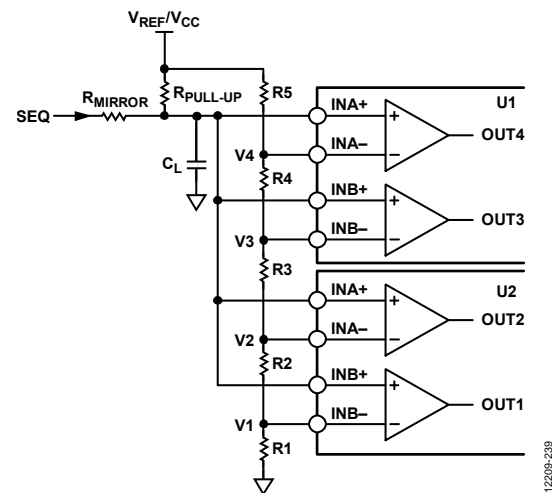 VREF/VCC
RPULL-UP
R5
U1
RMIRROR
SEQ
INA+
+
OUT4
V4
INA–
–
CL
R4
INB+
+
OUT3
V3
INB–
–
R3
U2
INA+
+
OUT2
V2
INA–
–
R2
INB+
+
OUT1
V1
INB–
–
R1
12209-239